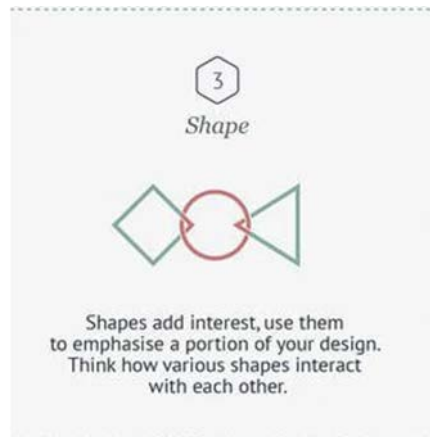 3
Shape
Shapes add interest, use them
to emphasise a portion of your design.
Think how various shapes interact
with each other.